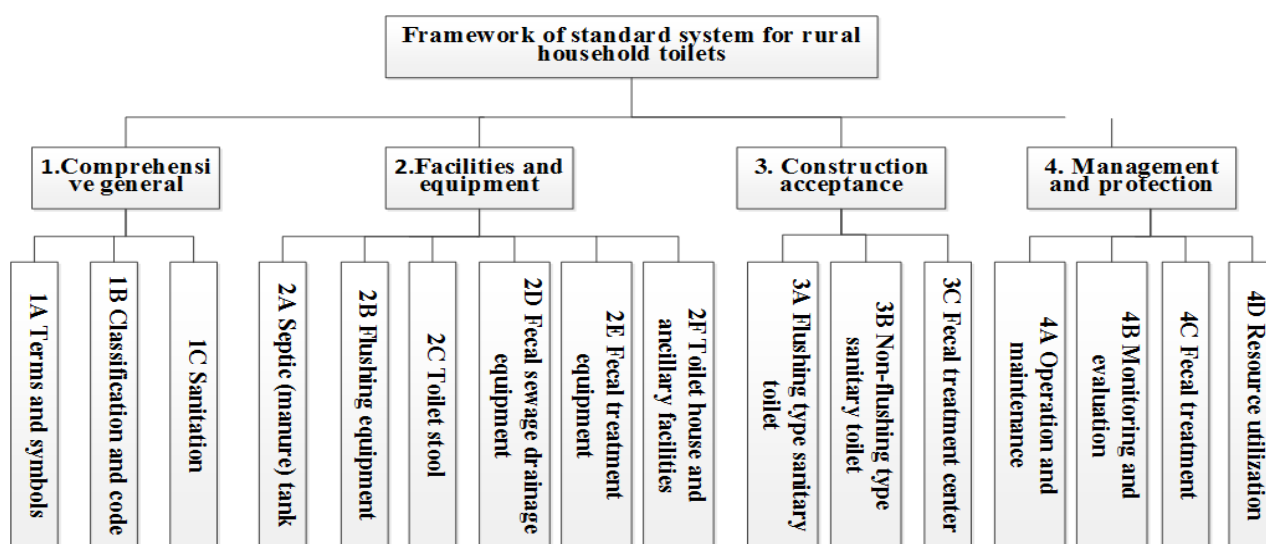 Framework of standard system for rural
household toilets
1.Comprehensi
ve general
2.Facilities and
equipment
3. Construction
acceptance
4. Management
and protection
1A Terms and symbols
1B Classification and code
1C Sanitation
2A Septic (manure) tank
2B Flushing equipment
2C Toilet stool
2D Fecal sewage drainage
equipment
2E Fecal treatment
equipment
2F Toilet house and
ancillary facilities
3A Flushing type sanitary
toilet
3B Non-flushing type
sanitary toilet
3C Fecal treatment center
4A Operation and
maintenance
4B Monitoring and
evaluation
4C Fecal treatment
4D Resource utilization